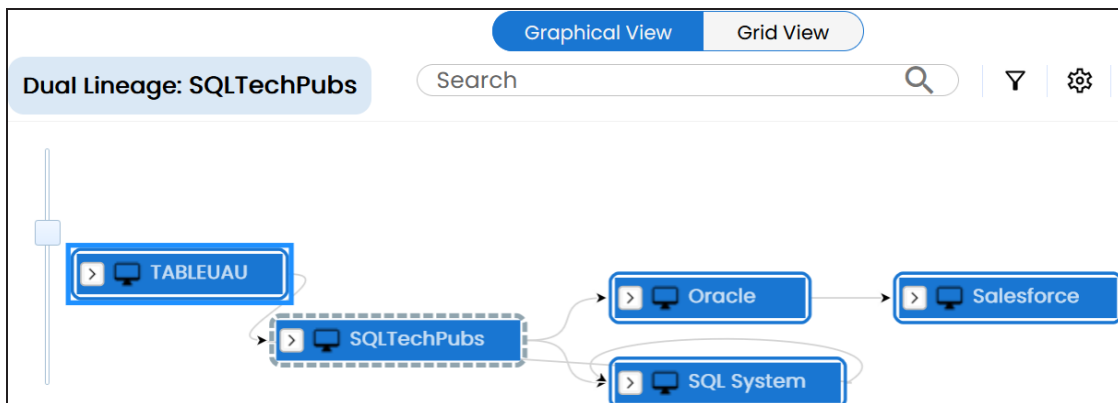 Graphical View Grid View
Dual Lineage: SQLTechPubs Search
TABLEUAU
Oracle Salesforce
SQLTechPubs
SQL System